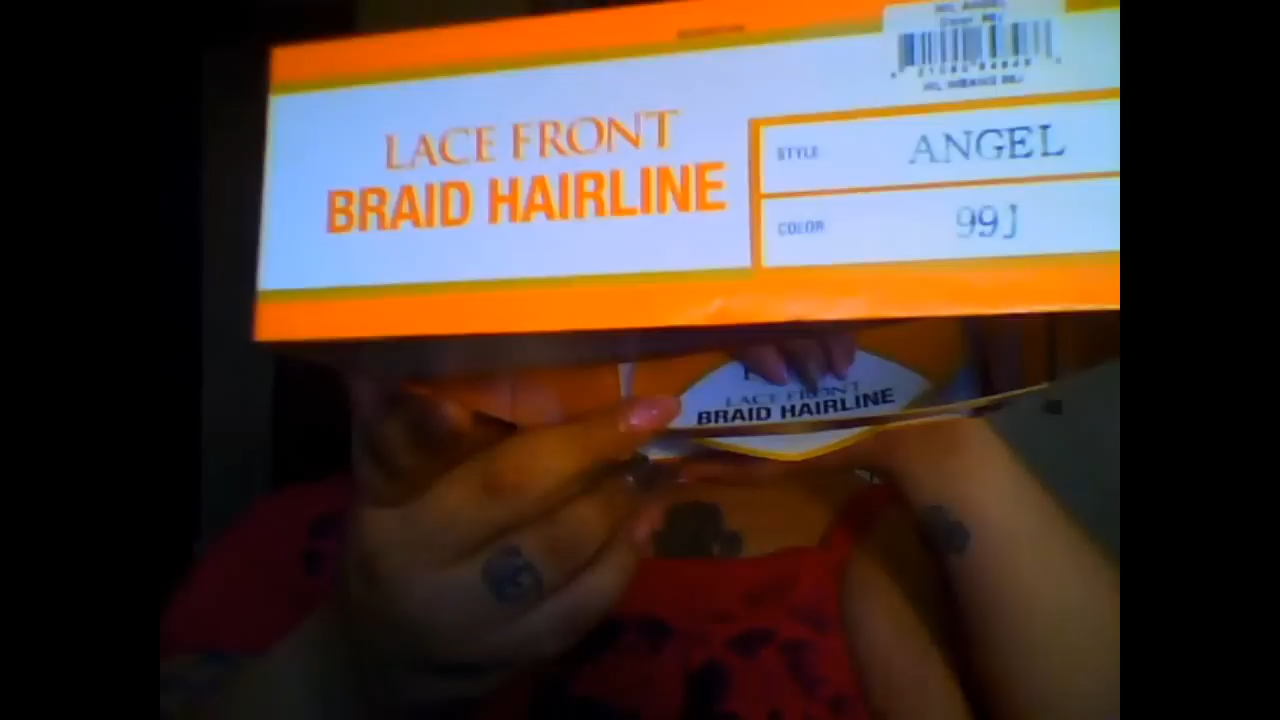 LACE FRONT
BRAID HAIRLINE
STYLE ANGEL
COLOR 99J
LACE FRONT
BRAID HAIRLINE